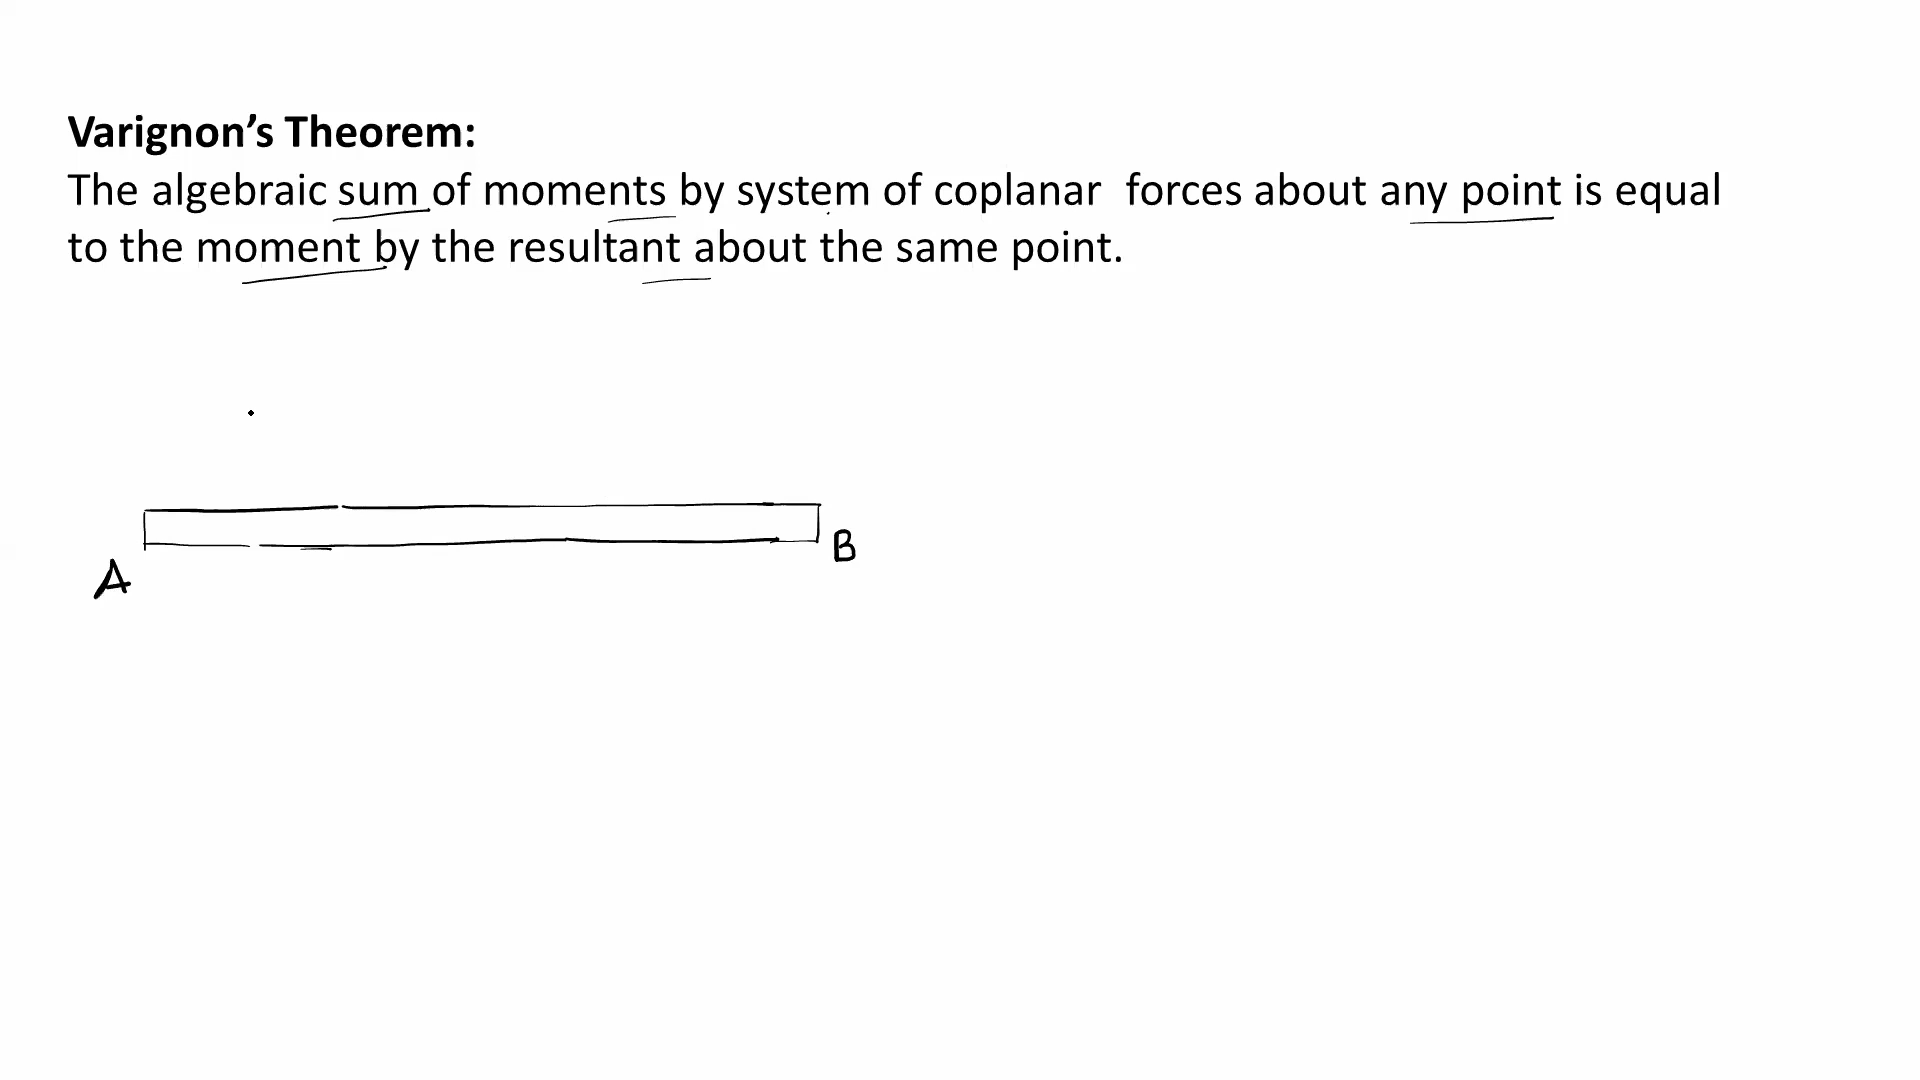 Varignon’s Theorem:
The algebraic sum of moments by system of coplanar forces about any point is equal
to the moment by the resultant about the same point.
B
A